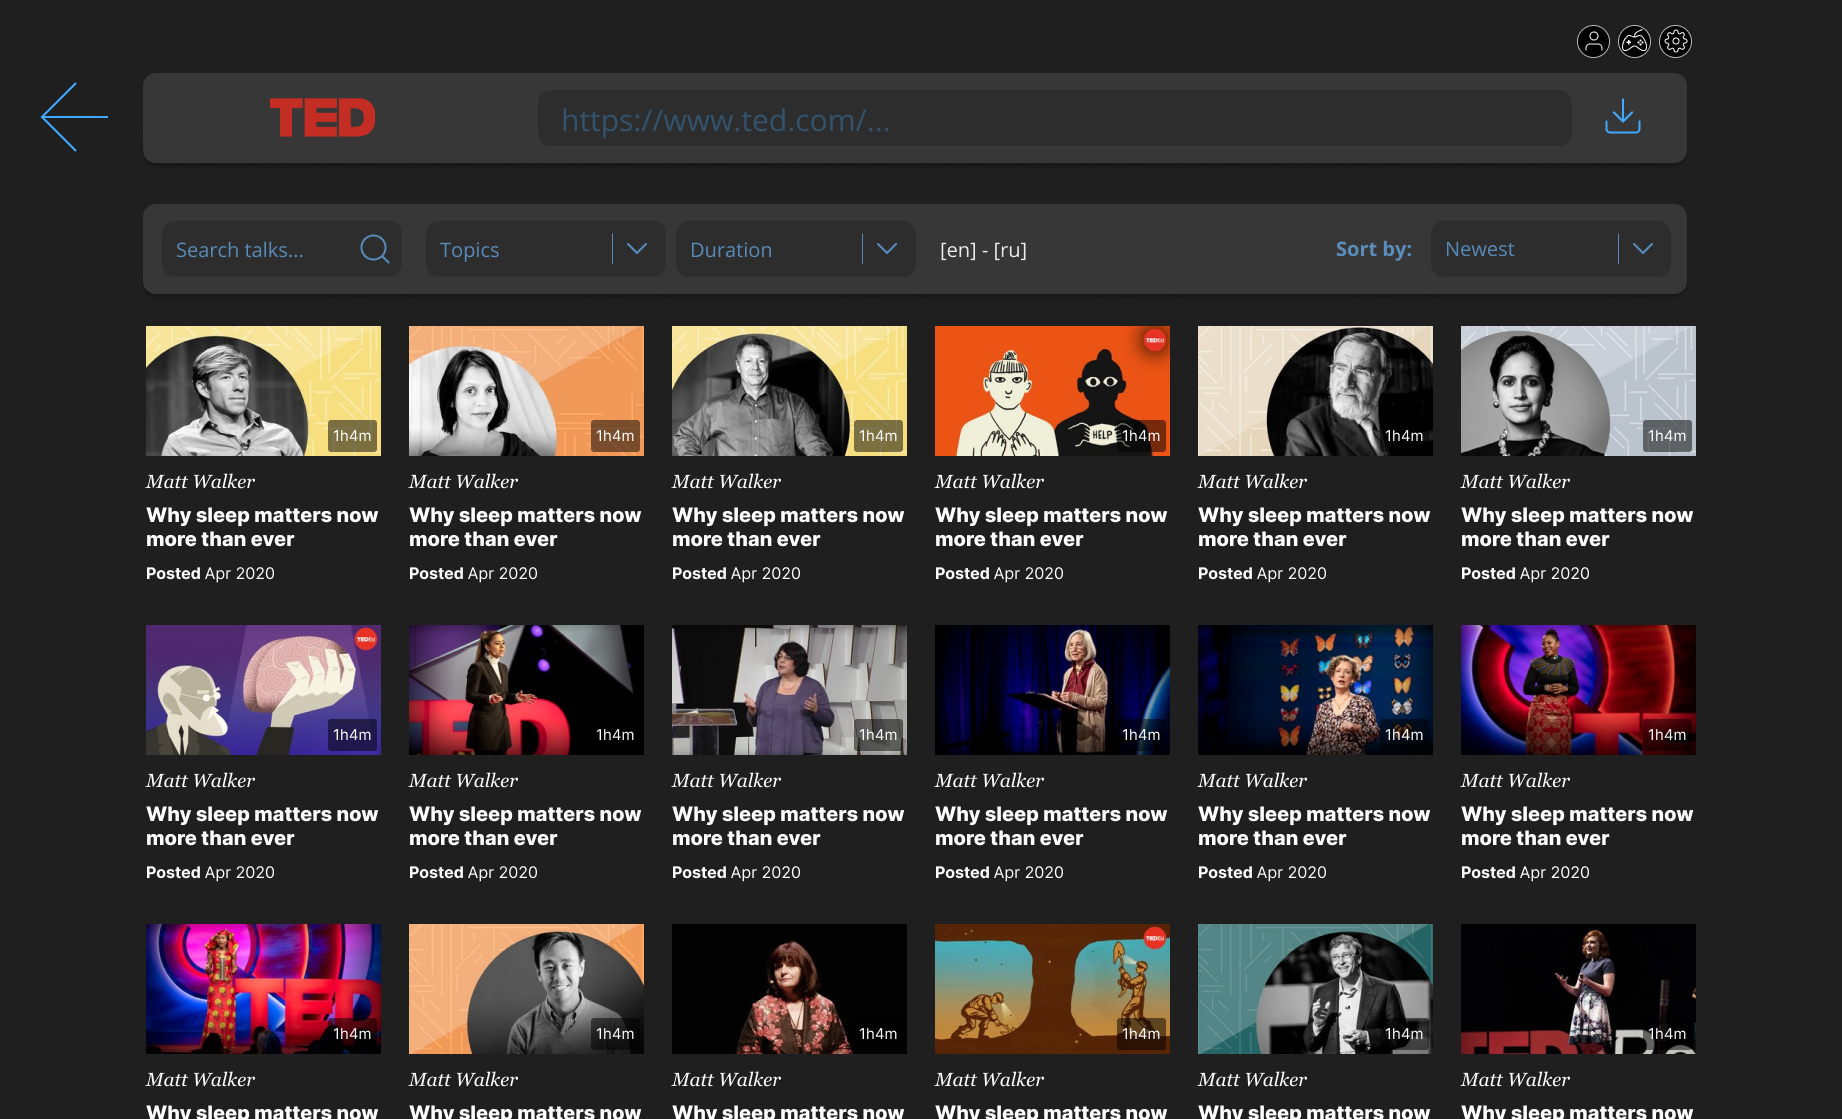 TED
https://www.ted.com/...
Search talks...
Topics
Duration
[en] - [ru]
Sort by:
Newest
1h4m
1h4m
1h4m
TEDEd
HELP
1h4m
1h4m
1h4m
Matt Walker
Matt Walker
Matt Walker
Matt Walker
Matt Walker
Matt Walker
Why sleep matters now
more than ever
Why sleep matters now
more than ever
Why sleep matters now
more than ever
Why sleep matters now
more than ever
Why sleep matters now
more than ever
Why sleep matters now
more than ever
Posted Apr 2020
Posted Apr 2020
Posted Apr 2020
Posted Apr 2020
Posted Apr 2020
Posted Apr 2020
TEDEd
1h4m
TED
1h4m
1h4m
1h4m
1h4m
1h4m
Matt Walker
Matt Walker
Matt Walker
Matt Walker
Matt Walker
Matt Walker
Why sleep matters now
more than ever
Why sleep matters now
more than ever
Why sleep matters now
more than ever
Why sleep matters now
more than ever
Why sleep matters now
more than ever
Why sleep matters now
more than ever
Posted Apr 2020
Posted Apr 2020
Posted Apr 2020
Posted Apr 2020
Posted Apr 2020
Posted Apr 2020
TED
1h4m
1h4m
1h4m
TEDEd
1h4m
1h4m
TED
1h4m
Matt Walker
Matt Walker
Matt Walker
Matt Walker
Matt Walker
Matt Walker
Why sleep matters now
Why sleep matters now
Why sleep matters now
Why sleep matters now
Why sleep matters now
Why sleep matters now